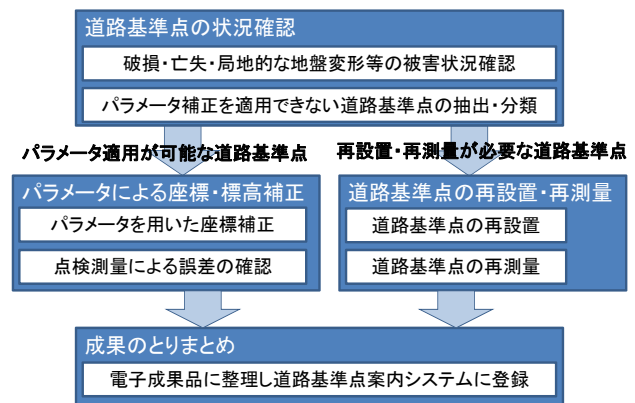 道路基準点の状況確認
破損・亡失・局地的な地盤変形等の被害状況確認
パラメータ補正を適用できない道路基準点の抽出・分類
パラメータ適用が可能な道路基準点
再設置・再測量が必要な道路基準点
パラメータによる座標・標高補正
パラメータを用いた座標補正
点検測量による誤差の確認
道路基準点の再設置・再測量
道路基準点の再設置
道路基準点の再測量
成果のとりまとめ
電子成果品に整理し道路基準点案内システムに登録